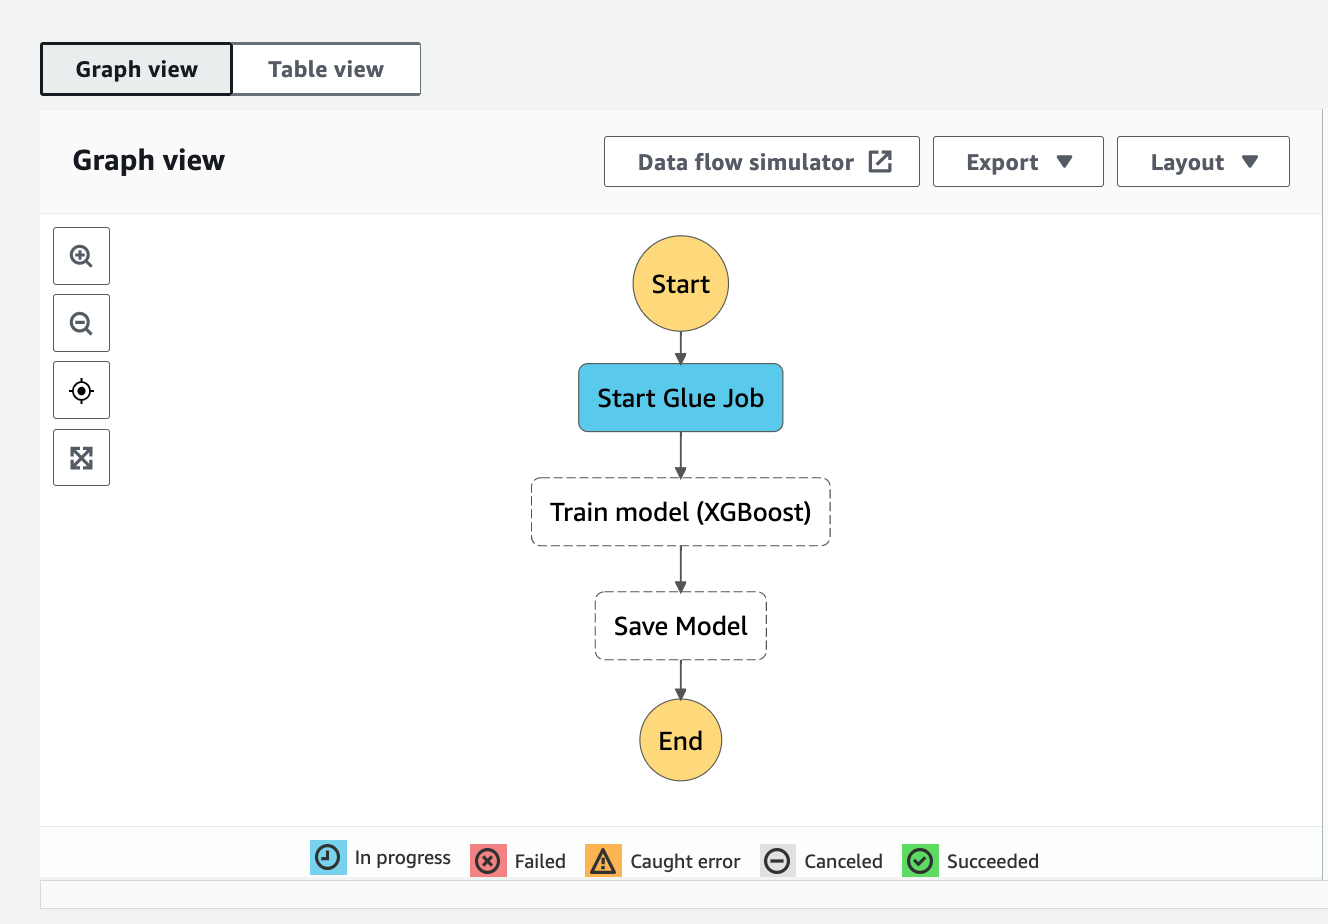 Graph view
Table view
Graph view
Data flow simulator
Export
Layout
Start
Start Glue Job
Train model (XGBoost)
Save Model
End
In progress
Failed
Caught error
Canceled
Succeeded